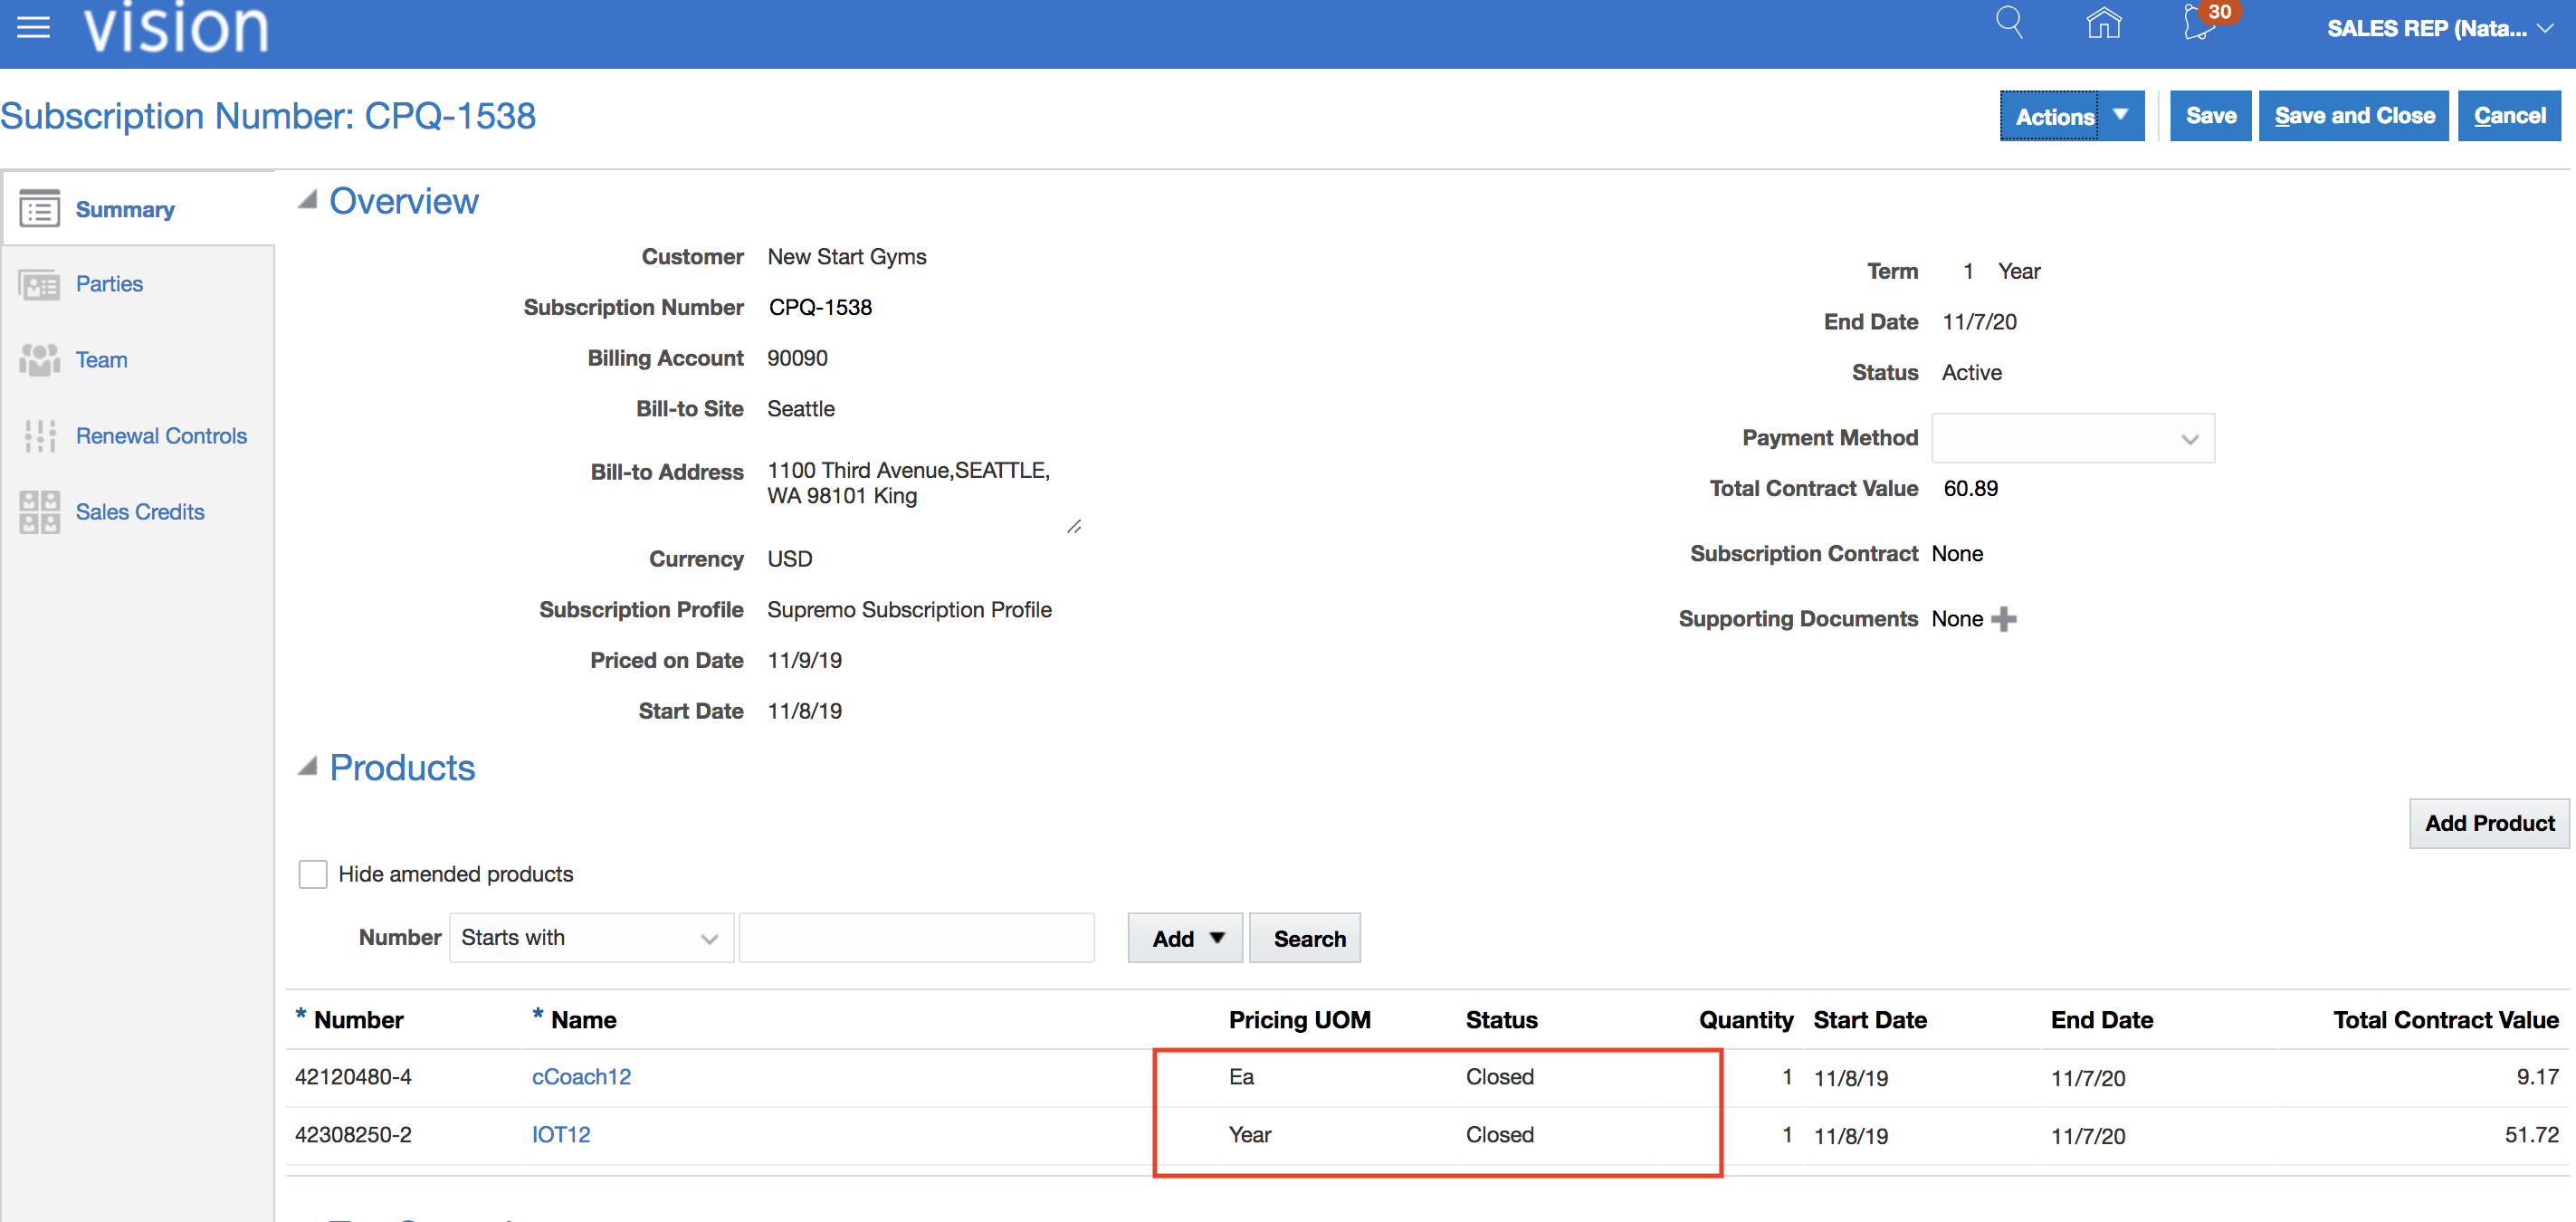 vision
30
SALES REP (Nata...
Subscription Number: CPQ-1538
Actions
Save
Save and Close
Cancel
Summary
Parties
Team
Renewal Controls
Sales Credits
Overview
Customer New Start Gyms
Subscription Number CPQ-1538
Billing Account 90090
Bill-to Site Seattle
Bill-to Address 1100 Third Avenue,SEATTLE,
WA 98101 King
Currency USD
Subscription Profile Supremo Subscription Profile
Priced on Date 11/9/19
Start Date 11/8/19
Term 1 Year
End Date 11/7/20
Status Active
Payment Method
Total Contract Value 60.89
Subscription Contract None
Supporting Documents None
Products
Add Product
Hide amended products
Number Starts with Add Search
* Number * Name Pricing UOM Status Quantity Start Date End Date Total Contract Value
42120480-4 cCoach12 Ea Closed 1 11/8/19 11/7/20 9.17
42308250-2 IOT12 Year Closed 1 11/8/19 11/7/20 51.72